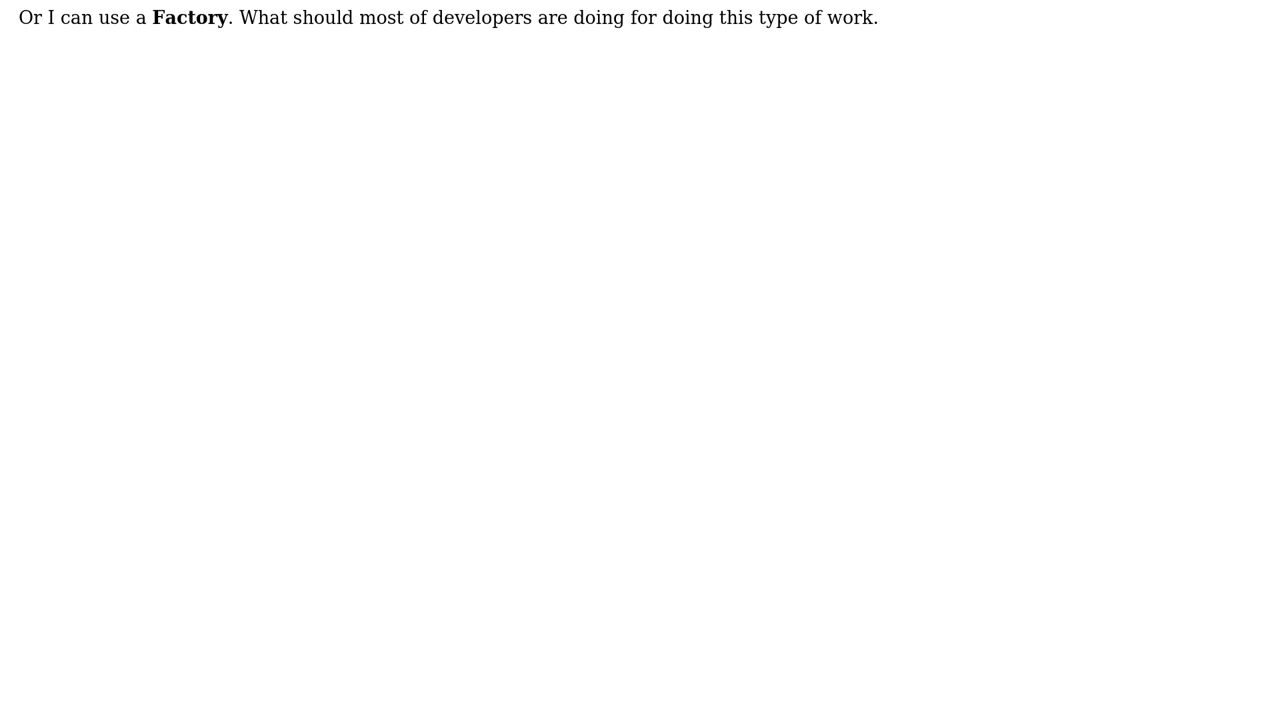 Or I can use a Factory. What should most of developers are doing for doing this type of work.